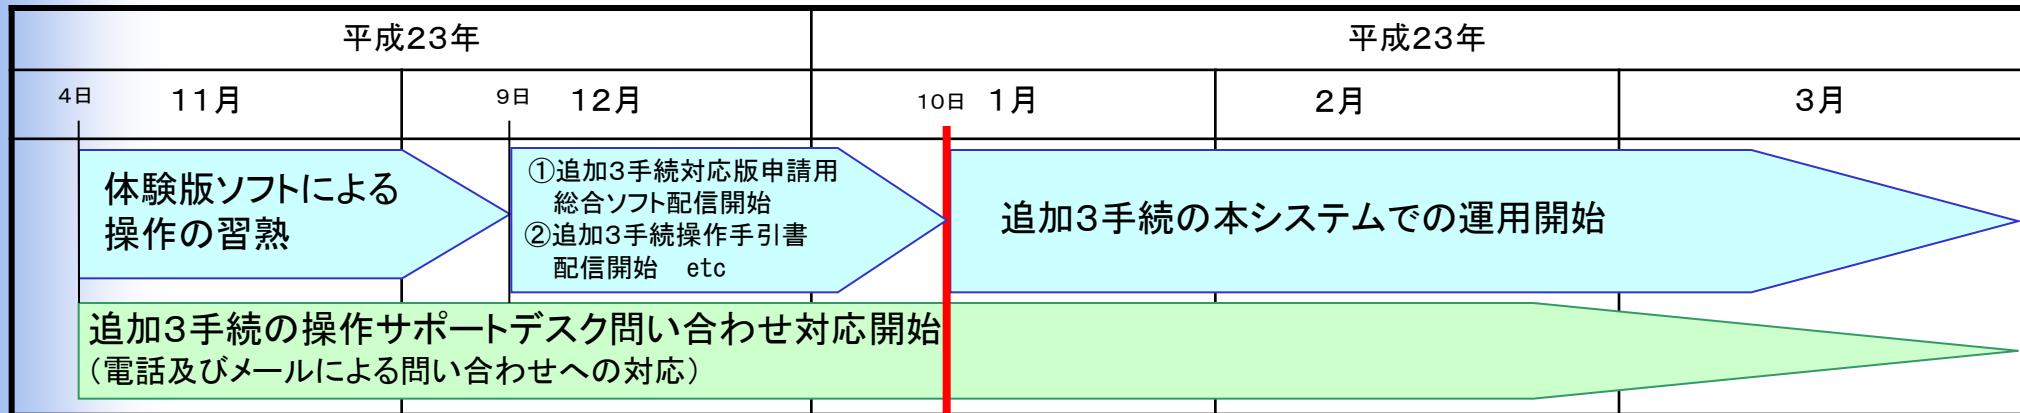 平成23年
平成23年
4日
11月
9日
12月
10日
1月
2月
3月
体験版ソフトによる
操作の習熟
①追加3手続対応版申請用
総合ソフト配信開始
②追加3手続操作手引書
配信開始　etc
追加3手続の本システムでの運用開始
追加3手続の操作サポートデスク問い合わせ対応開始
（電話及びメールによる問い合わせへの対応）